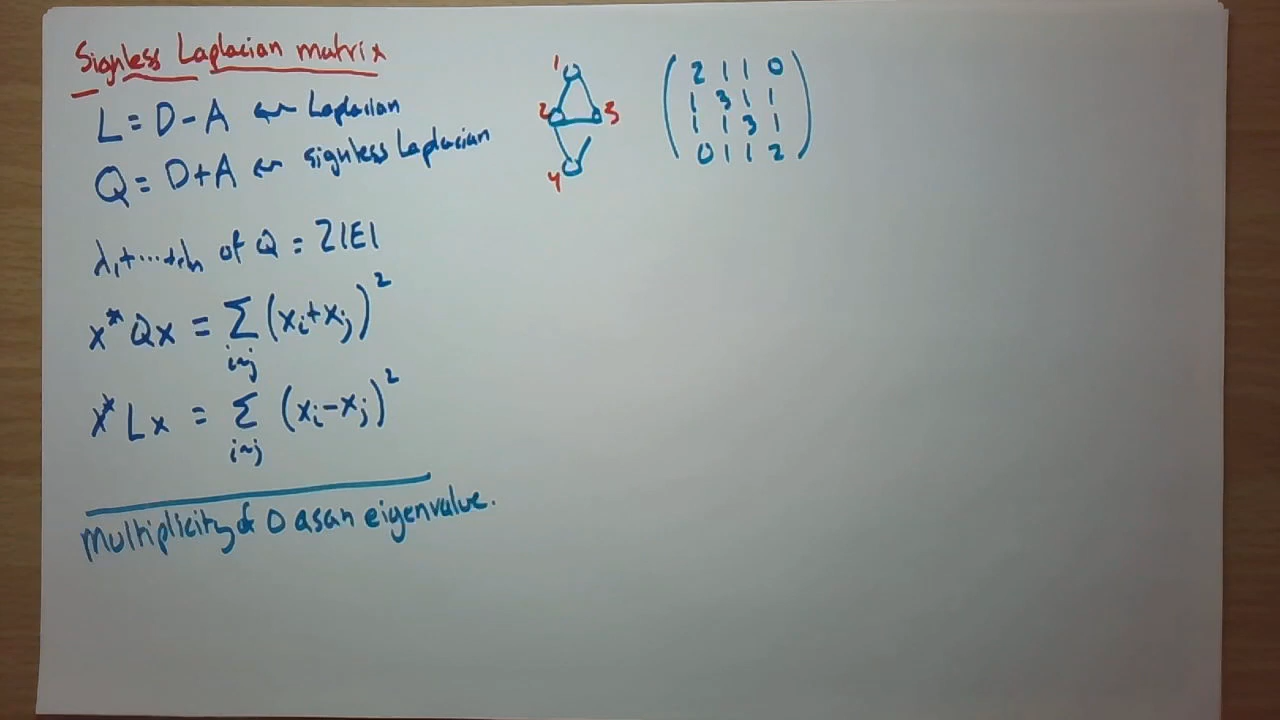 Signless Laplacian matrix
L = D - A ← Laplacian
Q = D + A ← signless Laplacian
λ₁+...+λₙ of Q = 2|E|
x*Qx = Σ (xᵢ+xⱼ)²
i~j
x*Lx = Σ (xᵢ-xⱼ)²
i~j
Multiplicity of 0 as an eigenvalue.
1
2 3
4
2 1 1 0
1 3 1 1
1 1 3 1
0 1 1 2